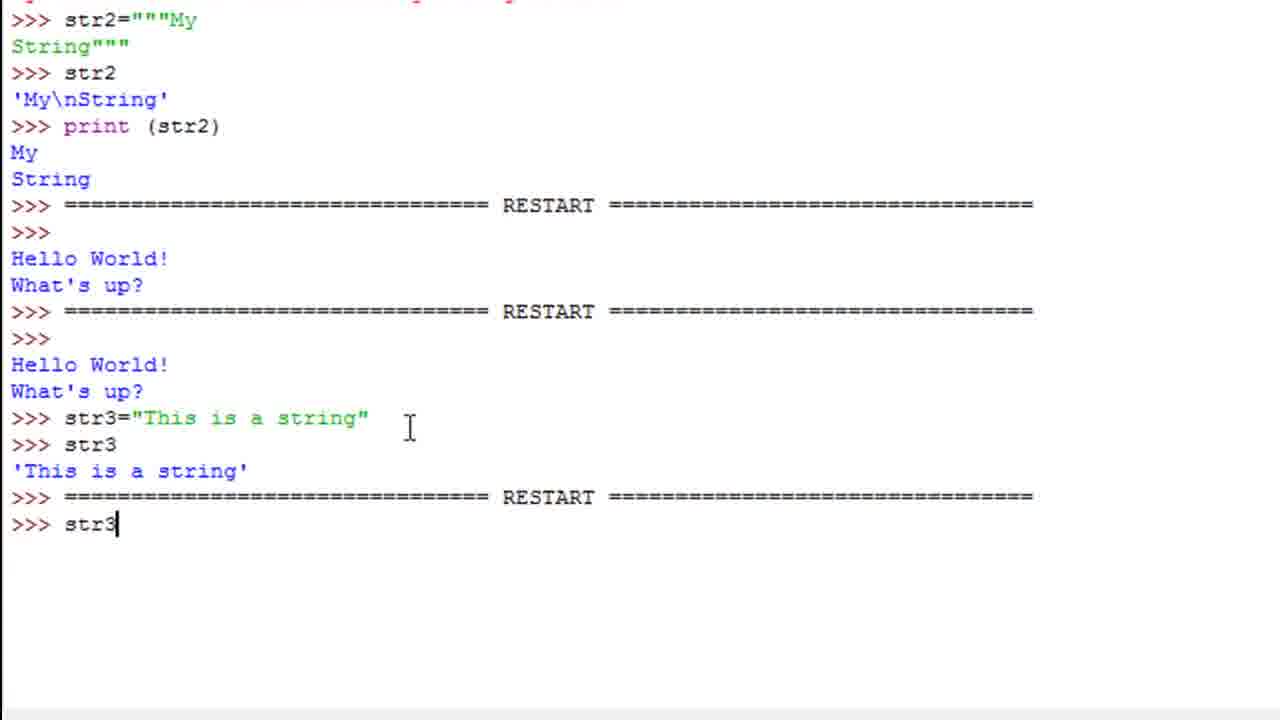 >>> str2="""My
String"""
>>> str2
'My\nString'
>>> print (str2)
My
String
>>> ================================ RESTART ================================
>>>
Hello World!
What's up?
>>> ================================ RESTART ================================
>>>
Hello World!
What's up?
>>> str3="This is a string"
>>> str3
'This is a string'
>>> ================================ RESTART ================================
>>> str3